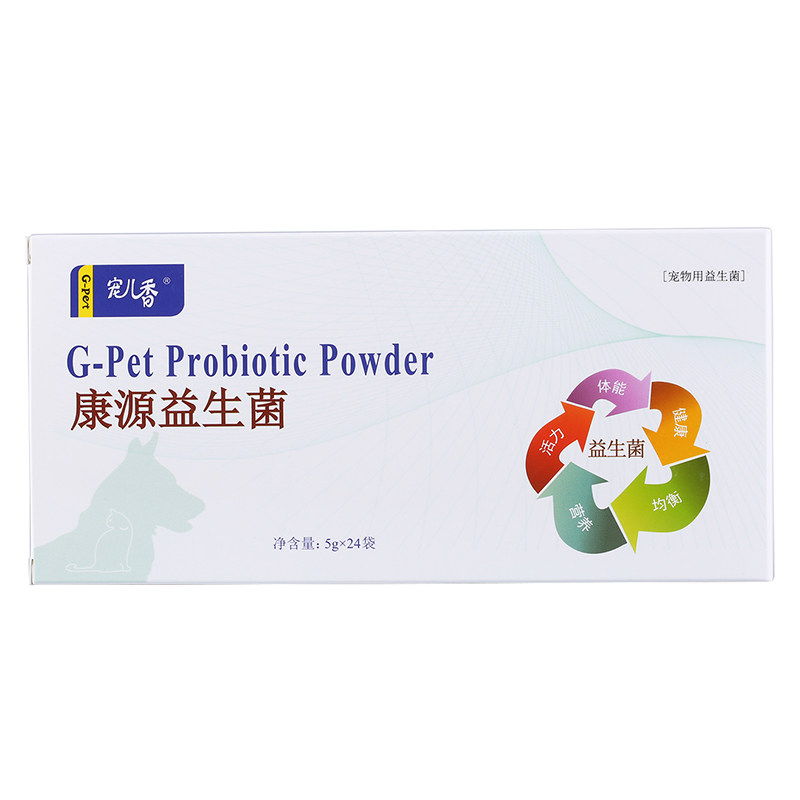 G-Pet
宠儿香®
[宠物用益生菌]
G-Pet Probiotic Powder
康源益生菌
体能
健康
活力
益生菌
均衡
营养
净含量：5g×24袋